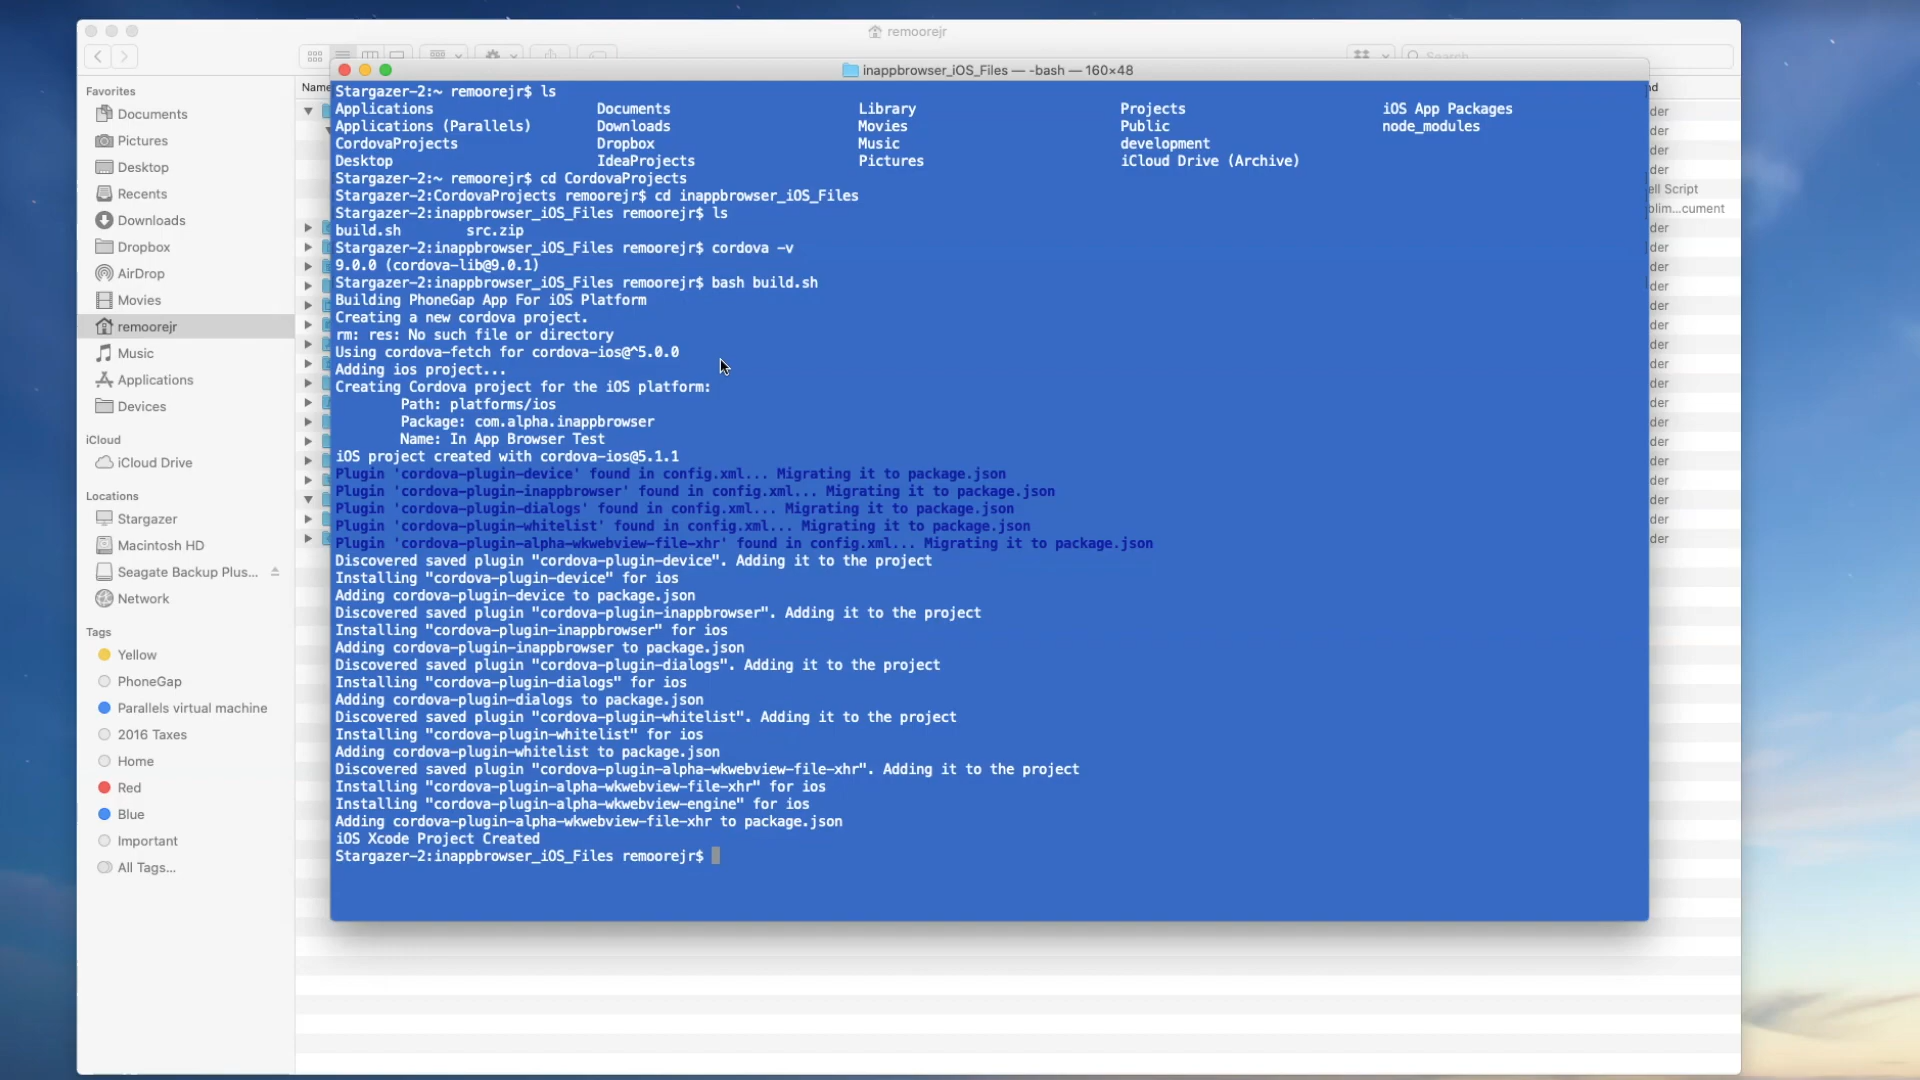 remoorejr
Search
Favorites
Documents
Pictures
Desktop
Recents
Downloads
Dropbox
AirDrop
Movies
remoorejr
Music
Applications
Devices
iCloud
iCloud Drive
Locations
Stargazer
Macintosh HD
Seagate Backup Plus...
Network
Tags
Yellow
PhoneGap
Parallels virtual machine
2016 Taxes
Home
Red
Blue
Important
All Tags...
Name
inappbrowser_iOS_Files — -bash — 160×48
Stargazer-2:~ remoorejr$ ls
Applications Documents Library Projects iOS App Packages
Applications (Parallels) Downloads Movies Public node_modules
CordovaProjects Dropbox Music development
Desktop IdeaProjects Pictures iCloud Drive (Archive)
Stargazer-2:~ remoorejr$ cd CordovaProjects
Stargazer-2:CordovaProjects remoorejr$ cd inappbrowser_iOS_Files
Stargazer-2:inappbrowser_iOS_Files remoorejr$ ls
build.sh src.zip
Stargazer-2:inappbrowser_iOS_Files remoorejr$ cordova -v
9.0.0 (cordova-lib@9.0.1)
Stargazer-2:inappbrowser_iOS_Files remoorejr$ bash build.sh
Building PhoneGap App For iOS Platform
Creating a new cordova project.
rm: res: No such file or directory
Using cordova-fetch for cordova-ios@^5.0.0
Adding ios project...
Creating Cordova project for the iOS platform:
Path: platforms/ios
Package: com.alpha.inappbrowser
Name: In App Browser Test
iOS project created with cordova-ios@5.1.1
Plugin 'cordova-plugin-device' found in config.xml... Migrating it to package.json
Plugin 'cordova-plugin-inappbrowser' found in config.xml... Migrating it to package.json
Plugin 'cordova-plugin-dialogs' found in config.xml... Migrating it to package.json
Plugin 'cordova-plugin-whitelist' found in config.xml... Migrating it to package.json
Plugin 'cordova-plugin-alpha-wkwebview-file-xhr' found in config.xml... Migrating it to package.json
Discovered saved plugin "cordova-plugin-device". Adding it to the project
Installing "cordova-plugin-device" for ios
Adding cordova-plugin-device to package.json
Discovered saved plugin "cordova-plugin-inappbrowser". Adding it to the project
Installing "cordova-plugin-inappbrowser" for ios
Adding cordova-plugin-inappbrowser to package.json
Discovered saved plugin "cordova-plugin-dialogs". Adding it to the project
Installing "cordova-plugin-dialogs" for ios
Adding cordova-plugin-dialogs to package.json
Discovered saved plugin "cordova-plugin-whitelist". Adding it to the project
Installing "cordova-plugin-whitelist" for ios
Adding cordova-plugin-whitelist to package.json
Discovered saved plugin "cordova-plugin-alpha-wkwebview-file-xhr". Adding it to the project
Installing "cordova-plugin-alpha-wkwebview-file-xhr" for ios
Installing "cordova-plugin-alpha-wkwebview-engine" for ios
Adding cordova-plugin-alpha-wkwebview-file-xhr to package.json
iOS Xcode Project Created
Stargazer-2:inappbrowser_iOS_Files remoorejr$